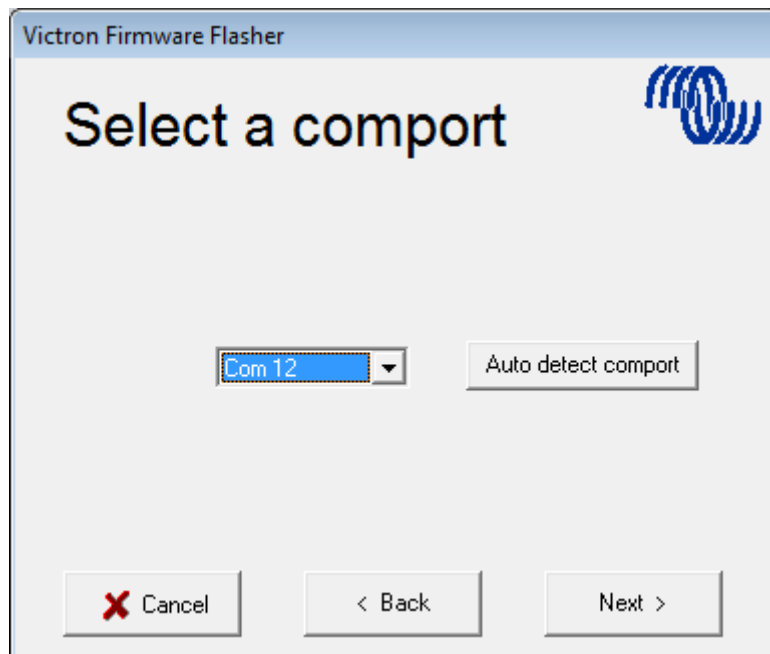 Victron Firmware Flasher
Select a comport
Com 12
Auto detect comport
Cancel
< Back
Next >